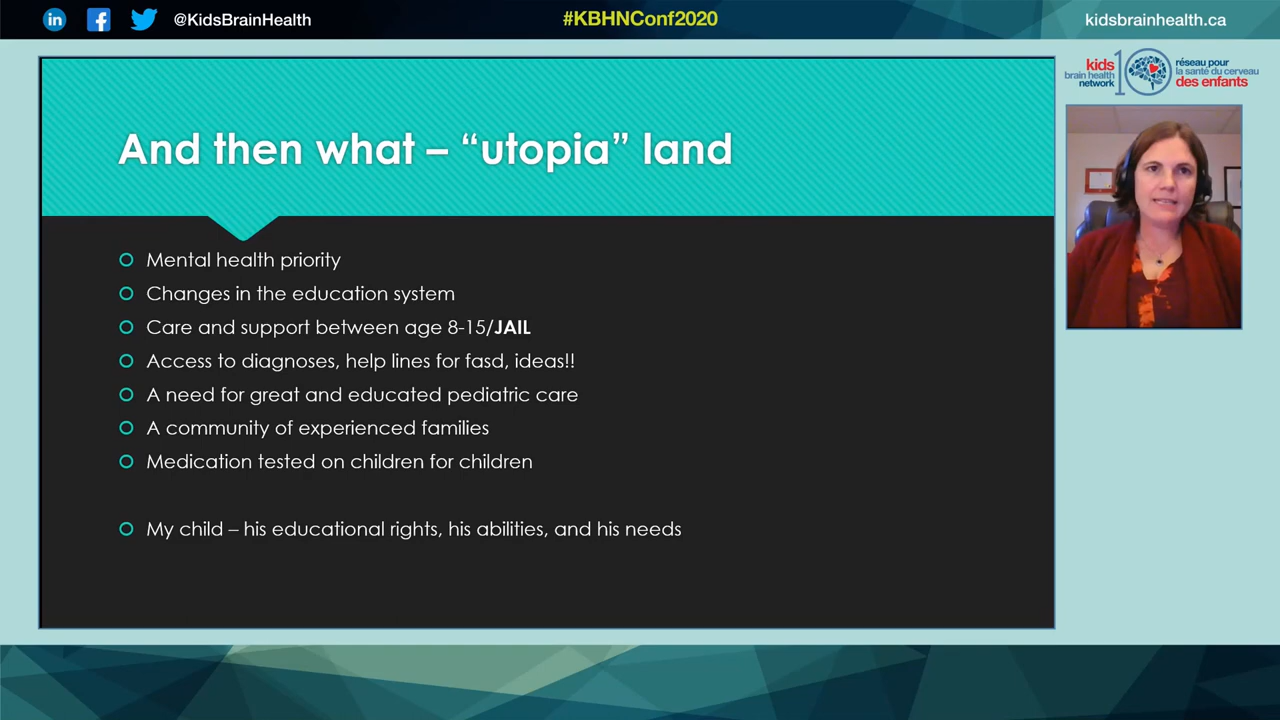 in
@KidsBrainHealth
#KBHNConf2020
kidsbrainhealth.ca
kids
brain health
network
10
réseau pour
la santé du cerveau
des enfants
And then what – “utopia” land
Mental health priority
Changes in the education system
Care and support between age 8-15/JAIL
Access to diagnoses, help lines for fasd, ideas!!
A need for great and educated pediatric care
A community of experienced families
Medication tested on children for children
My child – his educational rights, his abilities, and his needs